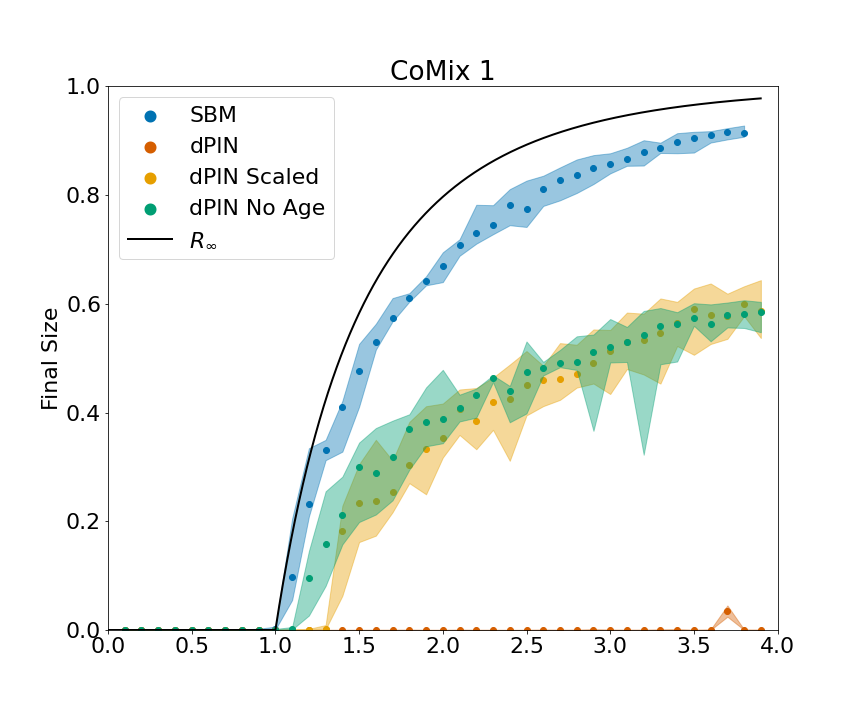 CoMix 1
1.0
0.8
0.6
0.4
0.2
0.0
Final Size
SBM
dPIN
dPIN Scaled
dPIN No Age
R∞
0.0 0.5 1.0 1.5 2.0 2.5 3.0 3.5 4.0